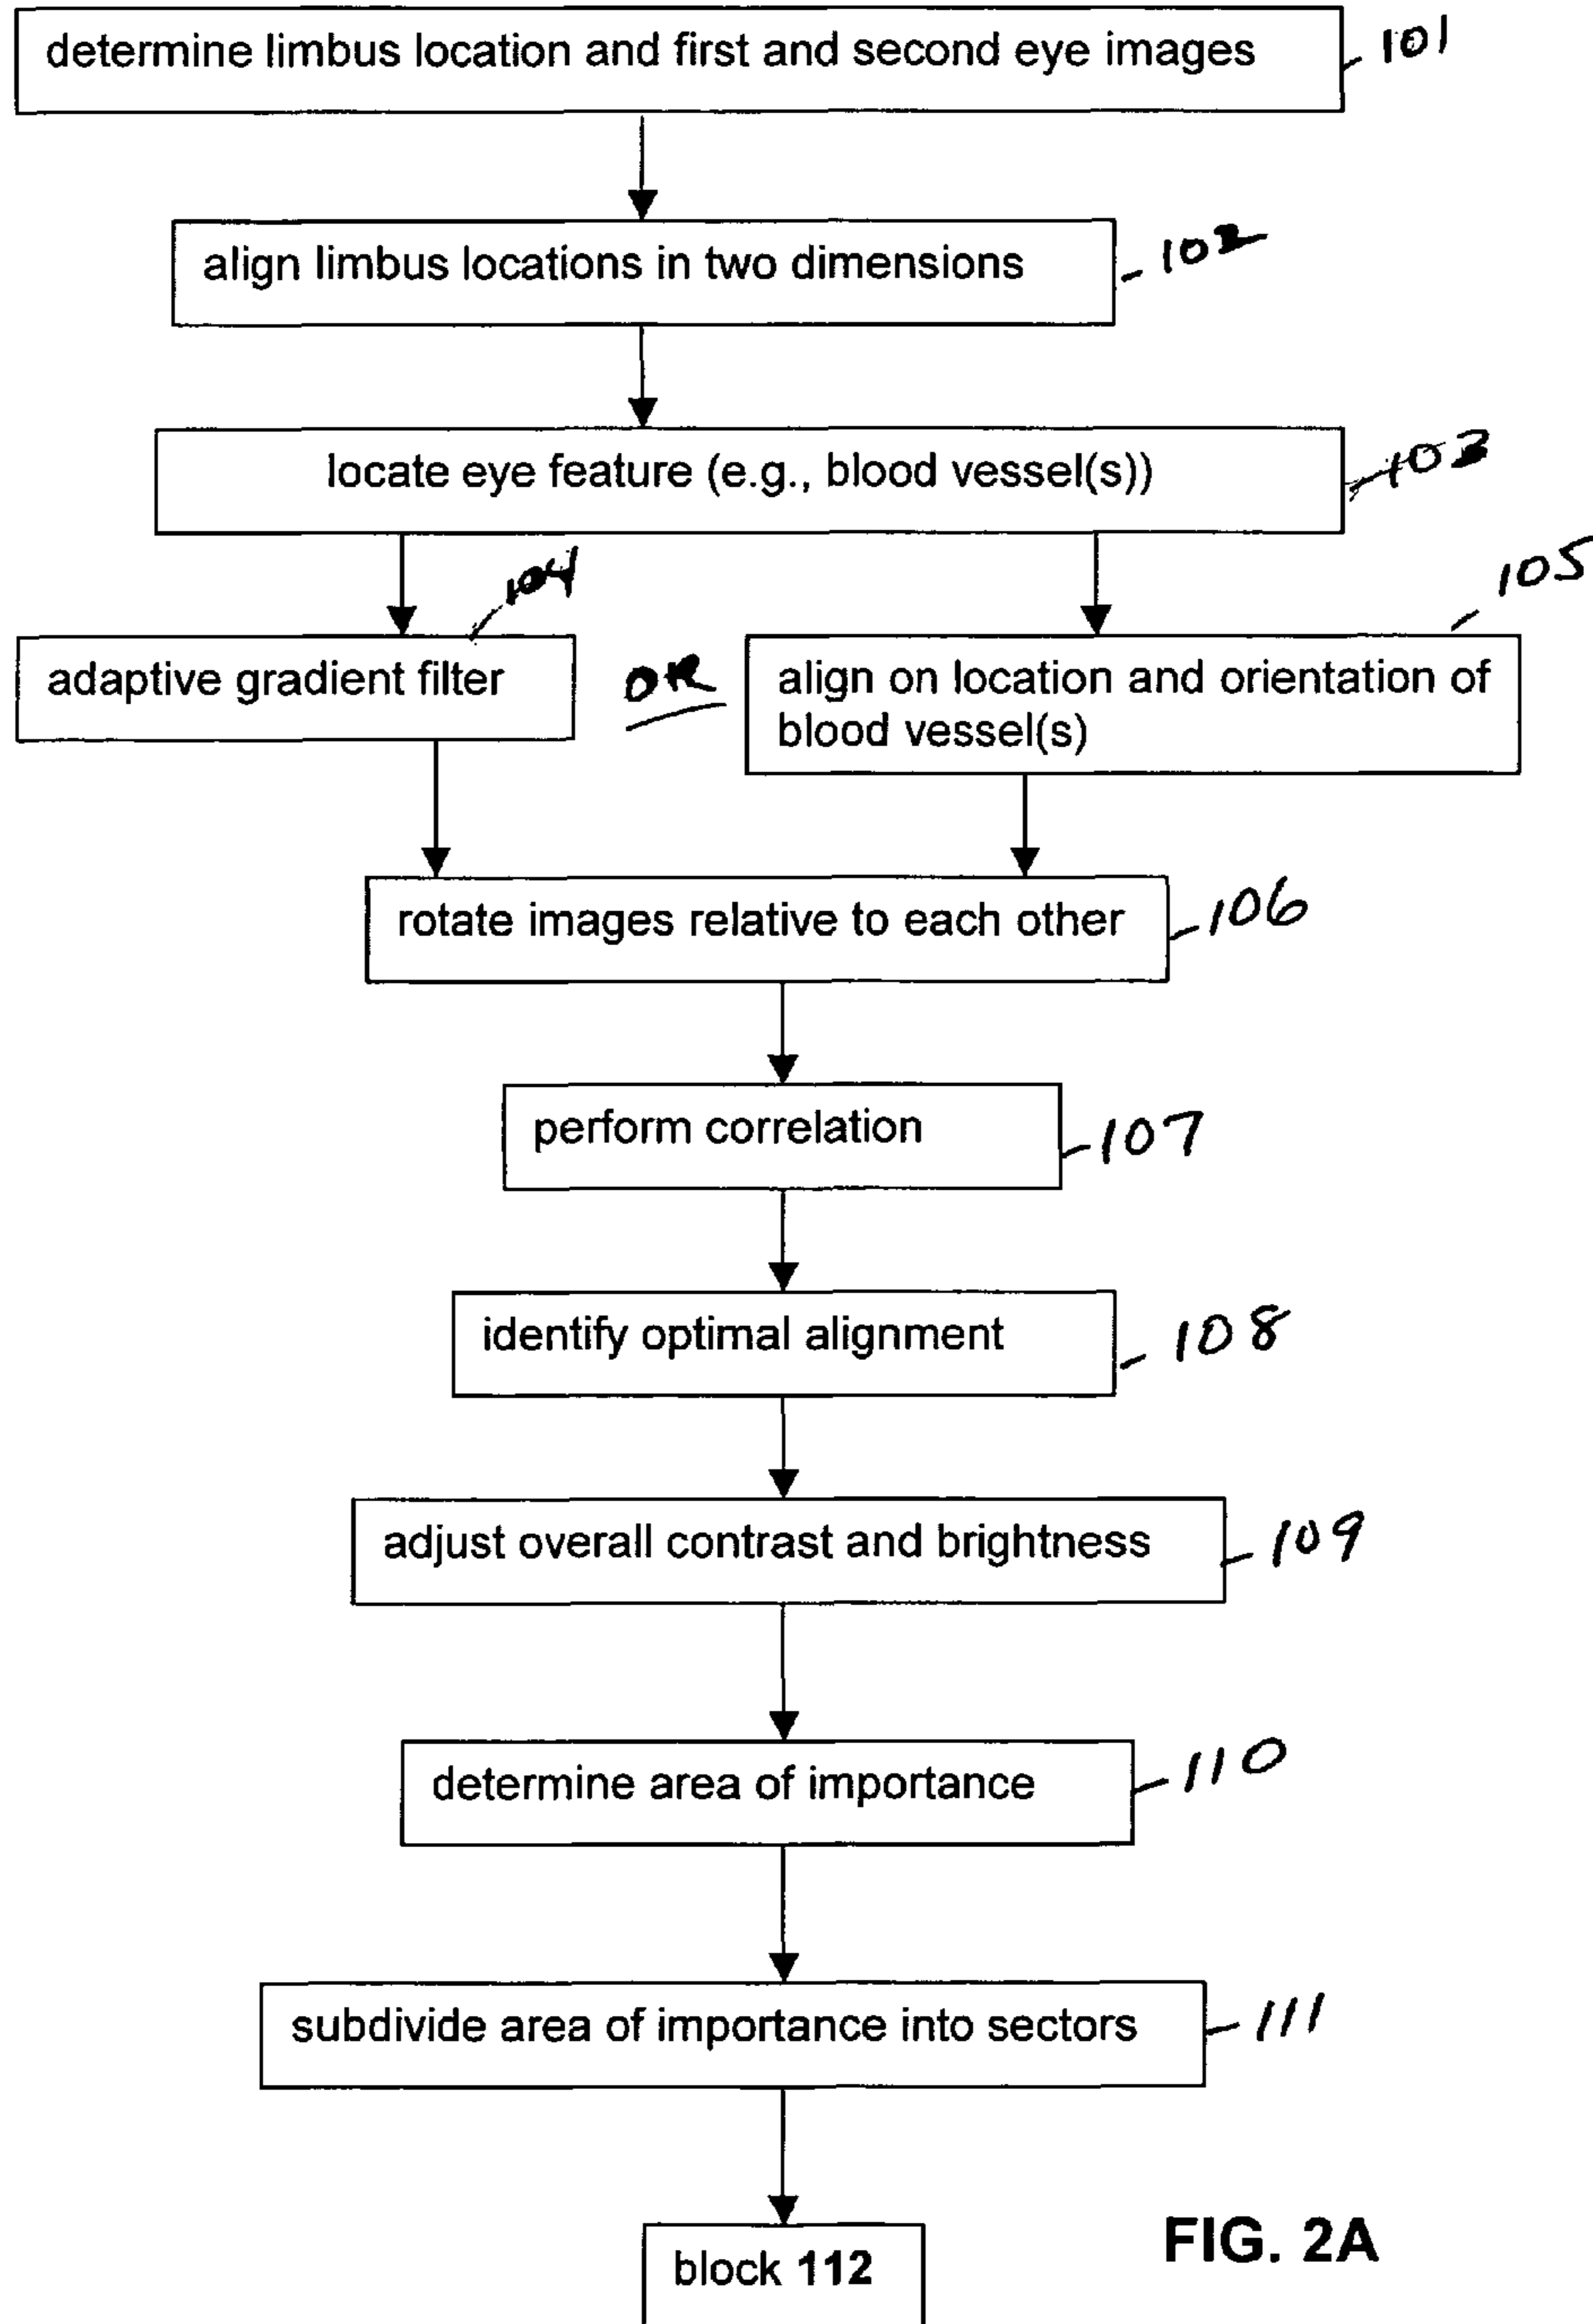 determine limbus location and first and second eye images
101
align limbus locations in two dimensions
102
locate eye feature (e.g., blood vessel(s))
103
104
105
adaptive gradient filter
OR
align on location and orientation of
blood vessel(s)
rotate images relative to each other
106
perform correlation
107
identify optimal alignment
108
adjust overall contrast and brightness
109
determine area of importance
110
subdivide area of importance into sectors
111
block 112
FIG. 2A